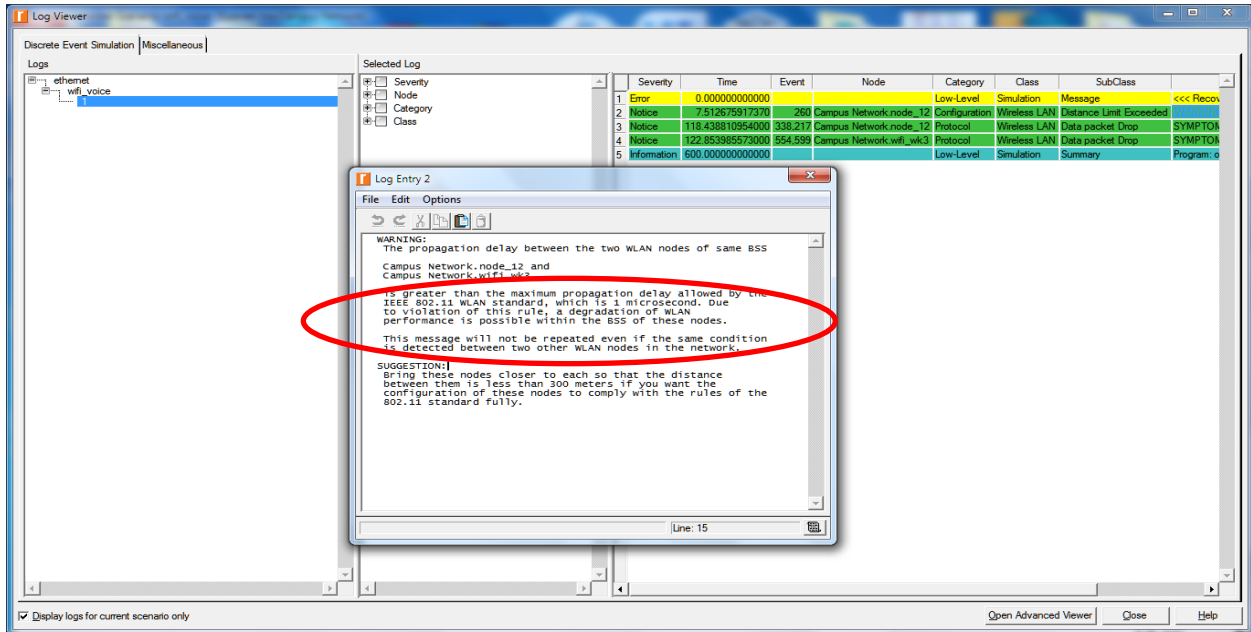 Log Viewer
Discrete Event Simulation Miscellaneous
Logs
ethernet
wifi_voice
1
Selected Log
Severity
Node
Category
Class
Severity Time Event Node Category Class SubClass
1 Error 0.000000000000 Low-Level Simulation Message <<< Recov
2 Notice 7.512675917370 260 Campus Network.node_12 Configuration Wireless LAN Distance Limit Exceeded
3 Notice 118.438810954000 338,217 Campus Network.node_12 Protocol Wireless LAN Data packet Drop SYMPTOM
4 Notice 122.853985573000 554,599 Campus Network.wifi_wk3 Protocol Wireless LAN Data packet Drop SYMPTOM
5 Information 600.000000000000 Low-Level Simulation Summary Program: o
Log Entry 2
File Edit Options
WARNING:
The propagation delay between the two WLAN nodes of same BSS
Campus Network.node_12 and
Campus Network.wifi_wk3
is greater than the maximum propagation delay allowed by the
IEEE 802.11 WLAN standard, which is 1 microsecond. Due
to violation of this rule, a degradation of WLAN
performance is possible within the BSS of these nodes.
This message will not be repeated even if the same condition
is detected between two other WLAN nodes in the network.
SUGGESTION:
Bring these nodes closer to each so that the distance
between them is less than 300 meters if you want the
configuration of these nodes to comply with the rules of the
802.11 standard fully.
Line: 15
Display logs for current scenario only
Open Advanced Viewer Close Help